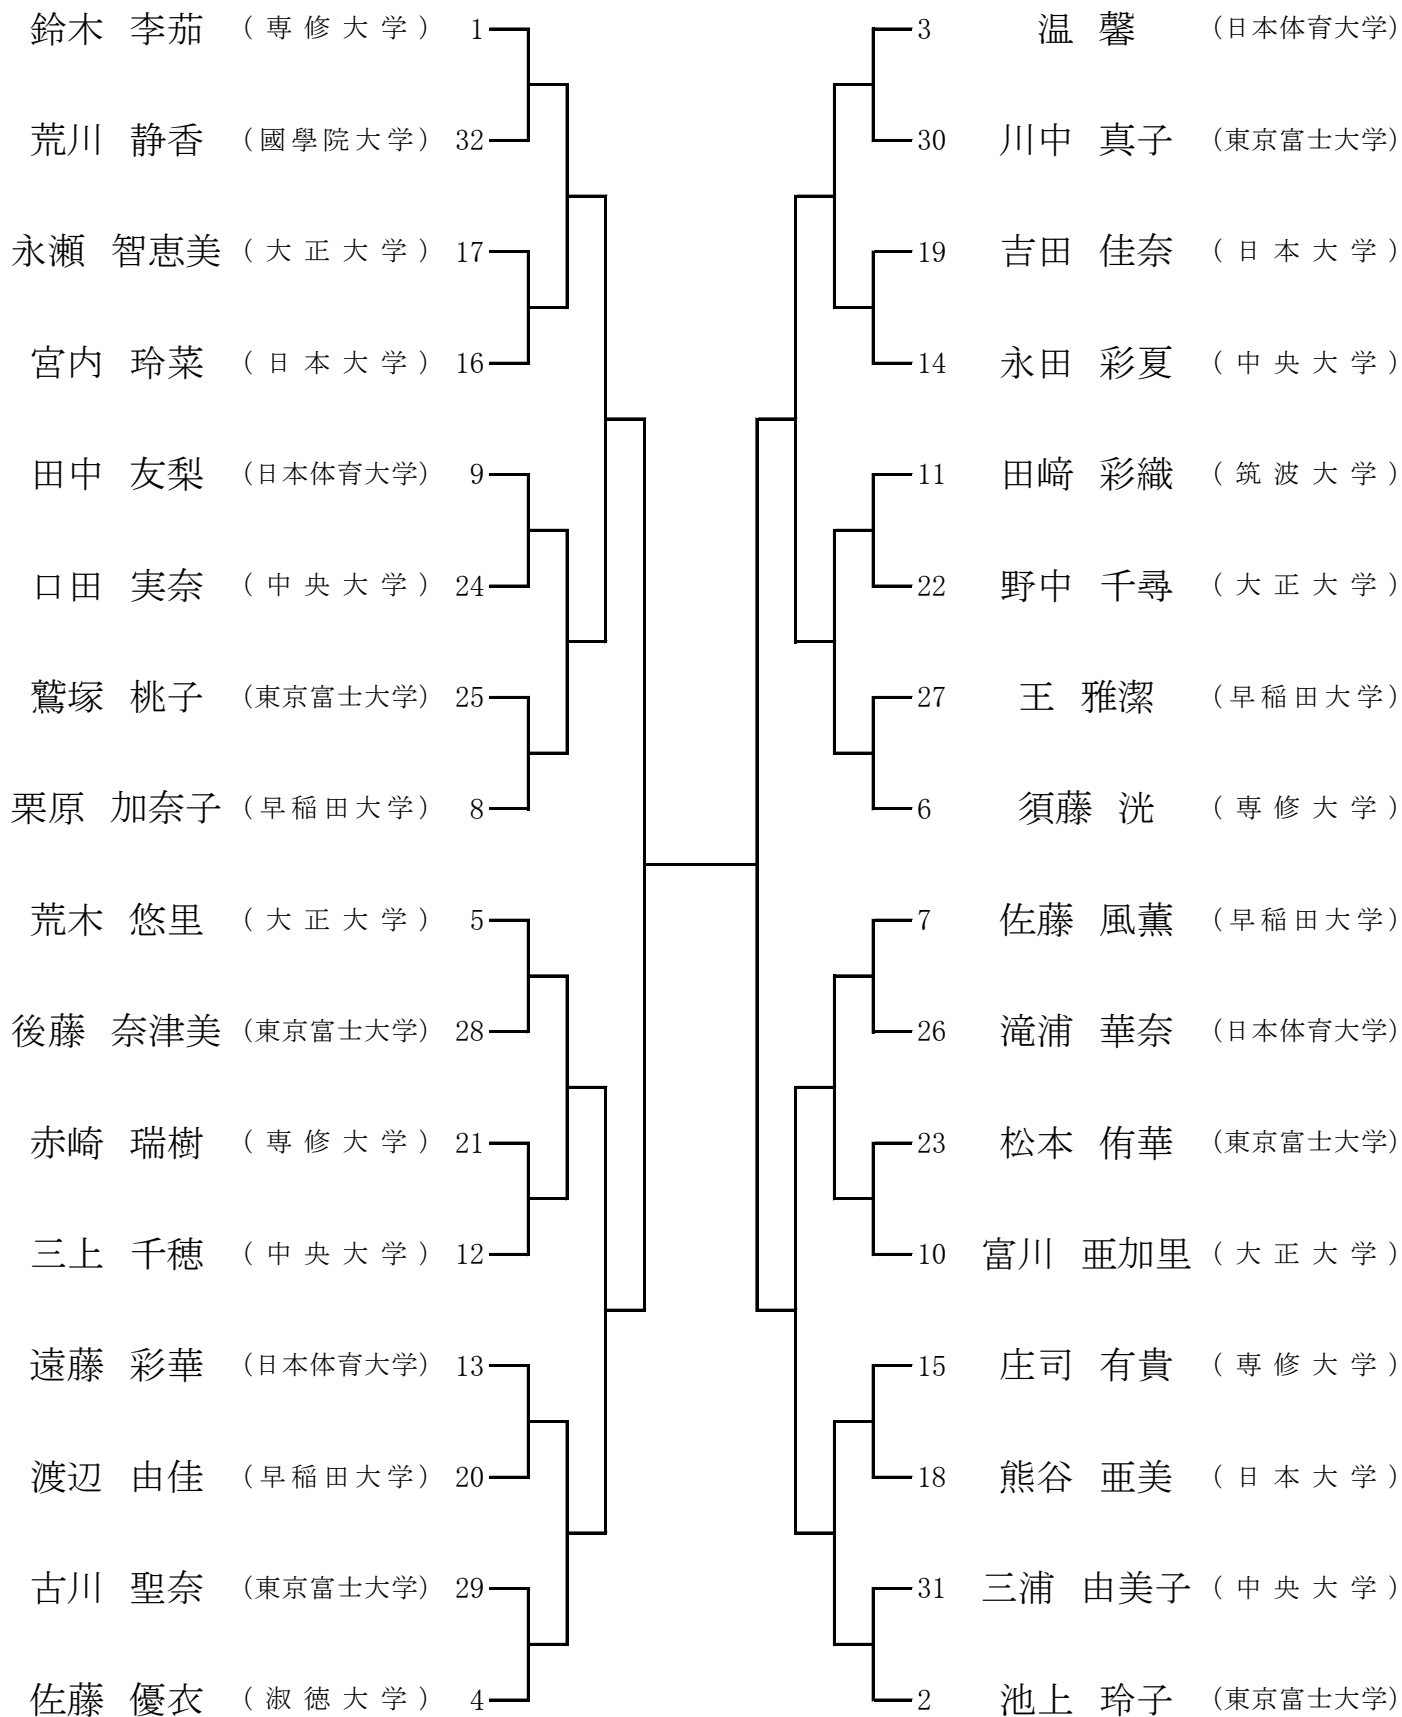 鈴木 李茄 (専修大学) 1
荒川 静香 (國學院大学) 32
永瀬 智恵美 (大正大学) 17
宮内 玲菜 (日本大学) 16
田中 友梨 (日本体育大学) 9
口田 実奈 (中央大学) 24
鷲塚 桃子 (東京富士大学) 25
栗原 加奈子 (早稲田大学) 8
荒木 悠里 (大正大学) 5
後藤 奈津美 (東京富士大学) 28
赤崎 瑞樹 (専修大学) 21
三上 千穂 (中央大学) 12
遠藤 彩華 (日本体育大学) 13
渡辺 由佳 (早稲田大学) 20
古川 聖奈 (東京富士大学) 29
佐藤 優衣 (淑徳大学) 4
3 温 馨 (日本体育大学)
30 川中 真子 (東京富士大学)
19 吉田 佳奈 (日本大学)
14 永田 彩夏 (中央大学)
11 田﨑 彩織 (筑波大学)
22 野中 千尋 (大正大学)
27 王 雅潔 (早稲田大学)
6 須藤 洸 (専修大学)
7 佐藤 風薫 (早稲田大学)
26 滝浦 華奈 (日本体育大学)
23 松本 侑華 (東京富士大学)
10 富川 亜加里 (大正大学)
15 庄司 有貴 (専修大学)
18 熊谷 亜美 (日本大学)
31 三浦 由美子 (中央大学)
2 池上 玲子 (東京富士大学)